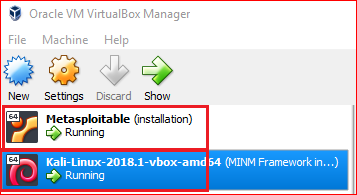 Oracle VM VirtualBox Manager
File Machine Help
New Settings Discard Show
64 Metasploitable (installation)
Running
64 Kali-Linux-2018.1-vbox-amd64 (MINM Framework in...)
Running